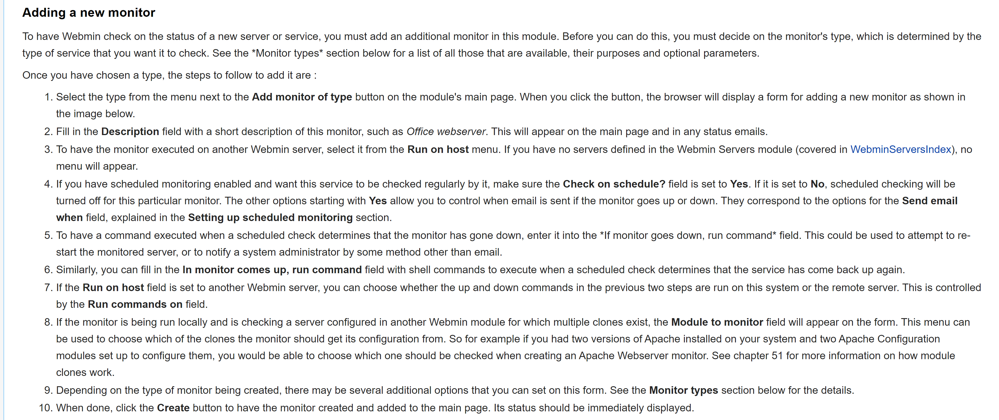 Adding a new monitor
To have Webmin check on the status of a new server or service, you must add an additional monitor in this module. Before you can do this, you must decide on the monitor's type, which is determined by the
type of service that you want it to check. See the *Monitor types* section below for a list of all those that are available, their purposes and optional parameters.
Once you have chosen a type, the steps to follow to add it are :
1. Select the type from the menu next to the Add monitor of type button on the module's main page. When you click the button, the browser will display a form for adding a new monitor as shown in
the image below.
2. Fill in the Description field with a short description of this monitor, such as Office webserver. This will appear on the main page and in any status emails.
3. To have the monitor executed on another Webmin server, select it from the Run on host menu. If you have no servers defined in the Webmin Servers module (covered in WebminServersIndex), no
menu will appear.
4. If you have scheduled monitoring enabled and want this service to be checked regularly by it, make sure the Check on schedule? field is set to Yes. If it is set to No, scheduled checking will be
turned off for this particular monitor. The other options starting with Yes allow you to control when email is sent if the monitor goes up or down. They correspond to the options for the Send email
when field, explained in the Setting up scheduled monitoring section.
5. To have a command executed when a scheduled check determines that the monitor has gone down, enter it into the *If monitor goes down, run command* field. This could be used to attempt to re-
start the monitored server, or to notify a system administrator by some method other than email.
6. Similarly, you can fill in the In monitor comes up, run command field with shell commands to execute when a scheduled check determines that the service has come back up again.
7. If the Run on host field is set to another Webmin server, you can choose whether the up and down commands in the previous two steps are run on this system or the remote server. This is controlled
by the Run commands on field.
8. If the monitor is being run locally and is checking a server configured in another Webmin module for which multiple clones exist, the Module to monitor field will appear on the form. This menu can
be used to choose which of the clones the monitor should get its configuration from. So for example if you had two versions of Apache installed on your system and two Apache Configuration
modules set up to configure them, you would be able to choose which one should be checked when creating an Apache Webserver monitor. See chapter 51 for more information on how module
clones work.
9. Depending on the type of monitor being created, there may be several additional options that you can set on this form. See the Monitor types section below for the details.
10. When done, click the Create button to have the monitor created and added to the main page. Its status should be immediately displayed.